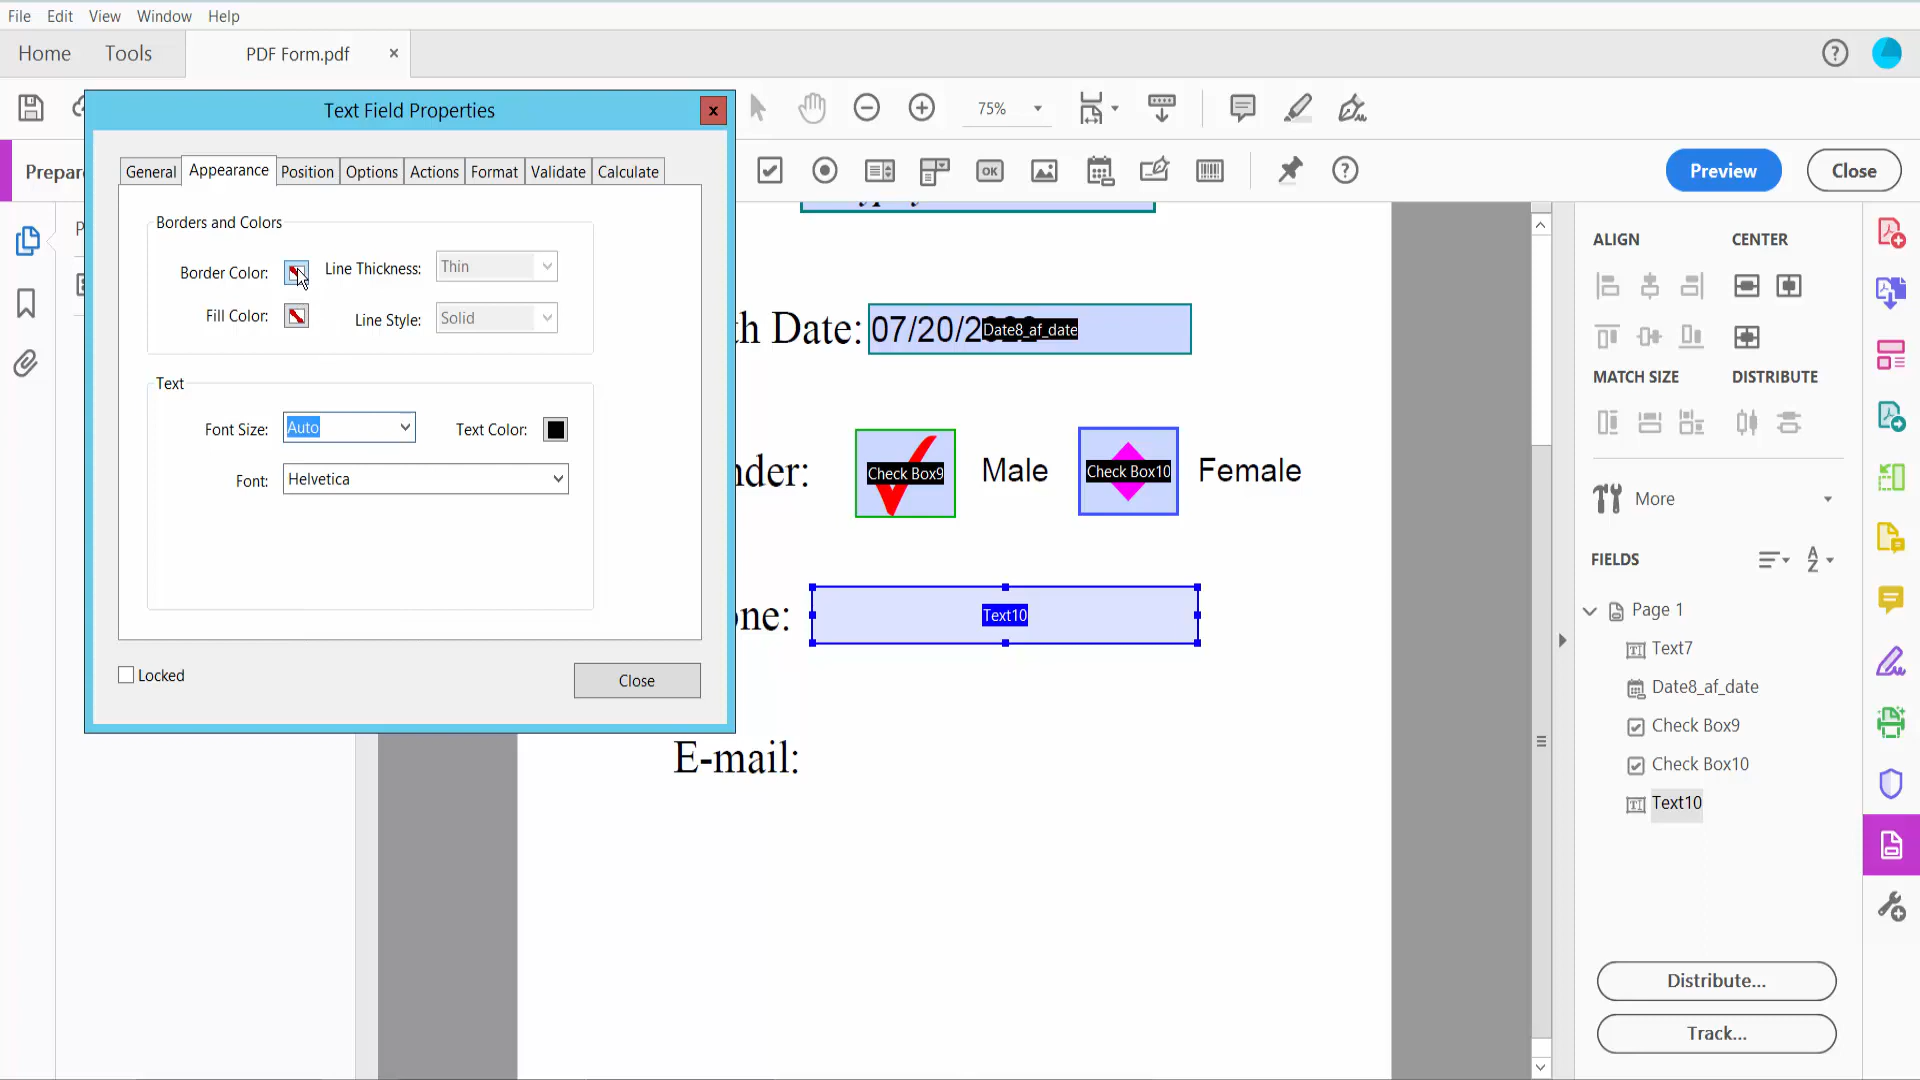 File Edit View Window Help
Home Tools PDF Form.pdf ×
75%
Text Field Properties x
General Appearance Position Options Actions Format Validate Calculate
OK
Preview Close
Borders and Colors
Border Color: Line Thickness: Thin
Fill Color: Line Style: Solid
Text
Font Size: Auto Text Color:
Font: Helvetica
Locked Close
th Date: 07/20/2 Date8_af_date
nder: Check Box9 Male Check Box10 Female
one: Text10
E-mail:
ALIGN CENTER
MATCH SIZE DISTRIBUTE
More
FIELDS
Page 1
Text7
Date8_af_date
Check Box9
Check Box10
Text10
Distribute...
Track...